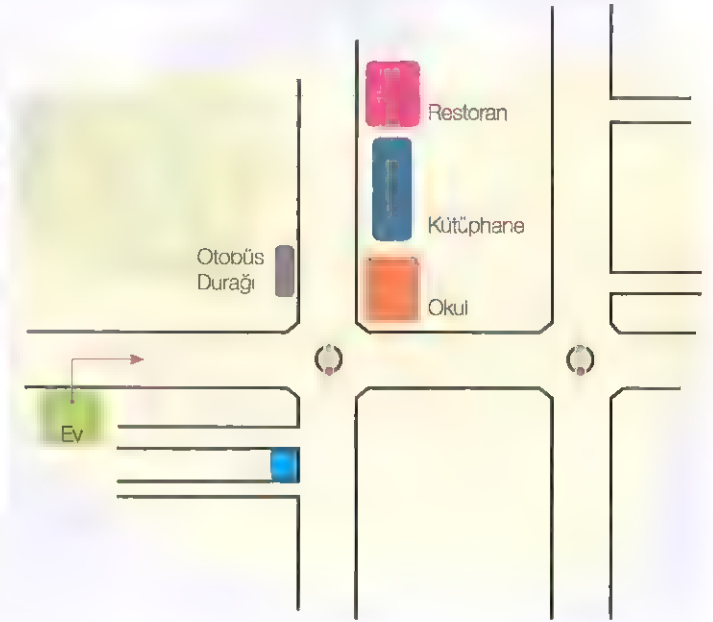 Restoran
Kütüphane
Otobüs
Durağı
Okul
Ev